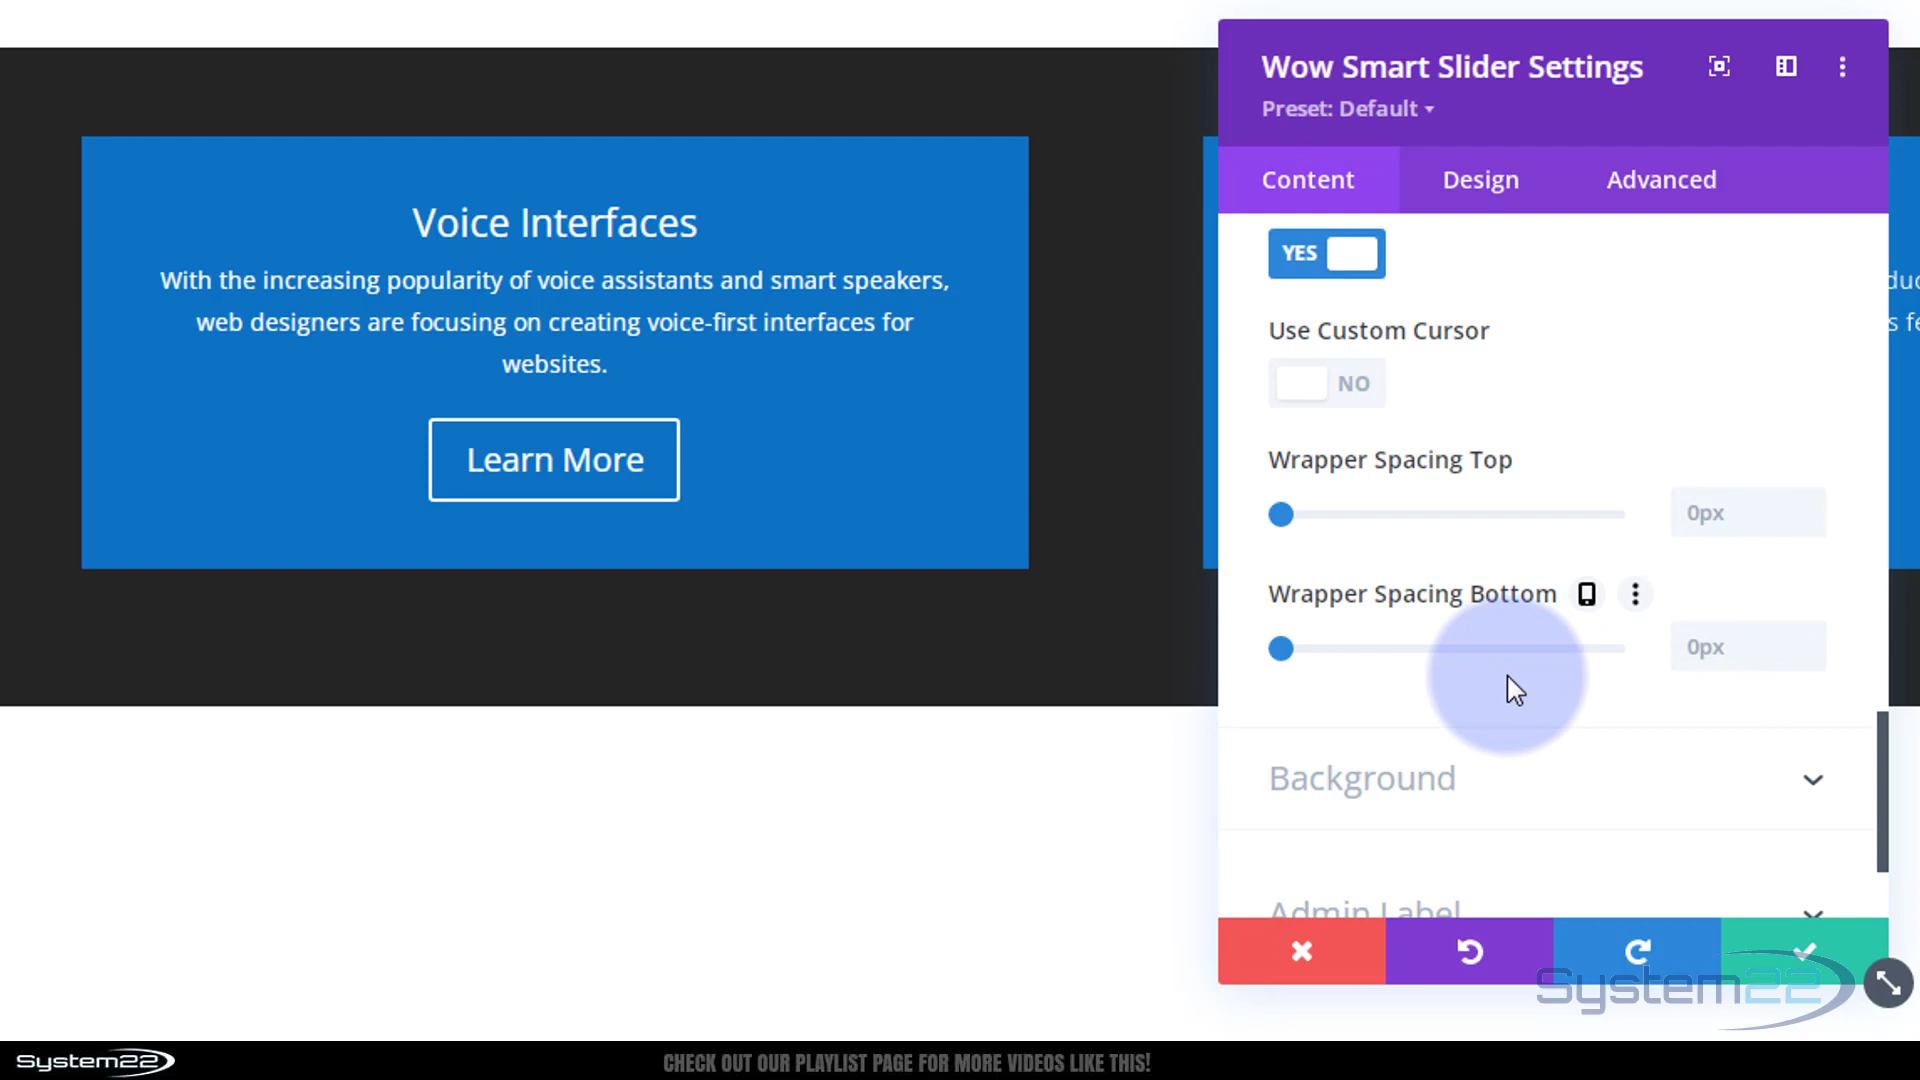 Wow Smart Slider Settings
Preset: Default
Content
Design
Advanced
Voice Interfaces
With the increasing popularity of voice assistants and smart speakers,
web designers are focusing on creating voice-first interfaces for
websites.
Learn More
YES
Use Custom Cursor
NO
Wrapper Spacing Top
0px
Wrapper Spacing Bottom
0px
Background
Admin Label
System22
System22
CHECK OUT OUR PLAYLIST PAGE FOR MORE VIDEOS LIKE THIS!